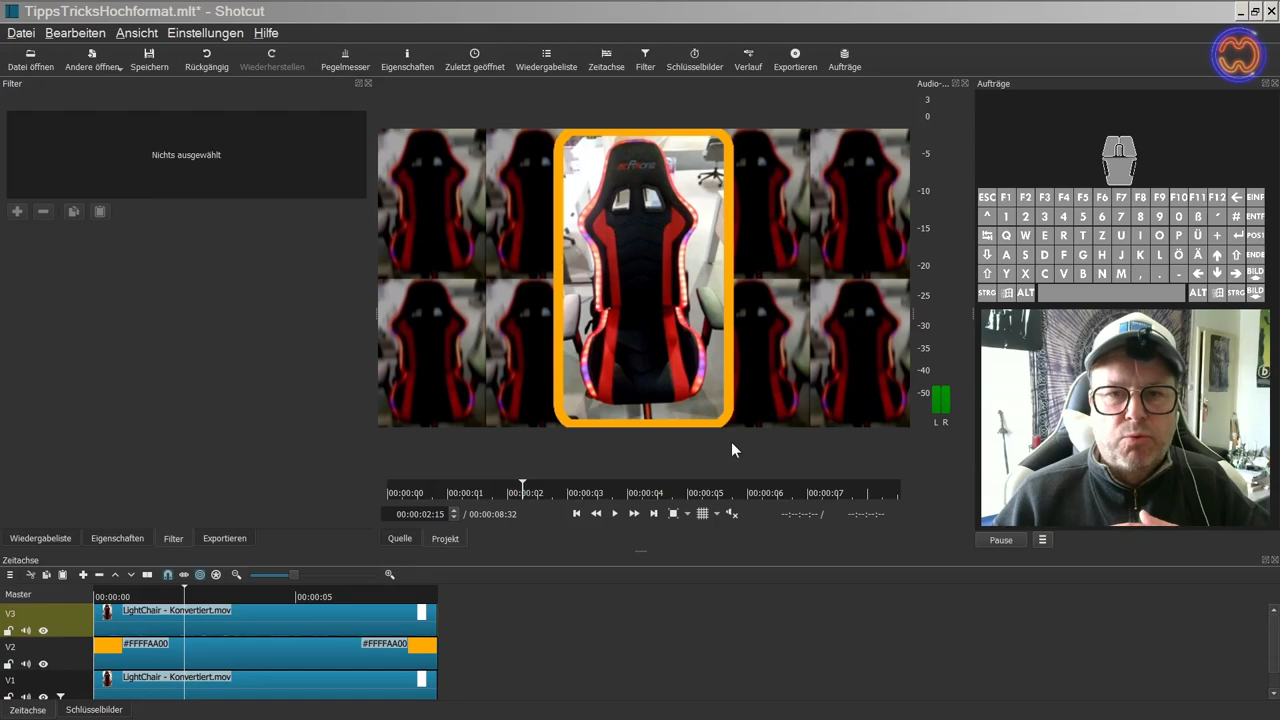 TippsTricksHochformat.mlt* - Shotcut
Datei Bearbeiten Ansicht Einstellungen Hilfe
Datei öffnen Andere öffnen Speichern Rückgängig Wiederherstellen Pegelmesser Eigenschaften Zuletzt geöffnet Wiedergabeliste Zeitachse Filter Schlüsselbilder Verlauf Exportieren Aufträge
Filter
Audio-...
Aufträge
Nichts ausgewählt
3
0
-5
-10
-15
-20
-25
-30
-35
-40
-50
L R
ESC F1 F2 F3 F4 F5 F6 F7 F8 F9 F10 F11 F12 ← EINF
^ 1 2 3 4 5 6 7 8 9 0 ß ´ # ENTF
Q W E R T Z U I O P Ü + POS1
A S D F G H J K L Ö Ä ENDE
Y X C V B N M , . - BILD
STRG ALT ALT STRG BILD
00:00:00 00:00:01 00:00:02 00:00:03 00:00:04 00:00:05 00:00:06 00:00:07
00:00:02:15 / 00:00:08:32
--:--:--:-- / --:--:--:--
Wiedergabeliste Eigenschaften Filter Exportieren
Quelle Projekt
Pause
Zeitachse
Master
00:00:00 00:00:05
V3
LightChair - Konvertiert.mov
V2
#FFFFAA00 #FFFFAA00
V1
LightChair - Konvertiert.mov
Zeitachse Schlüsselbilder